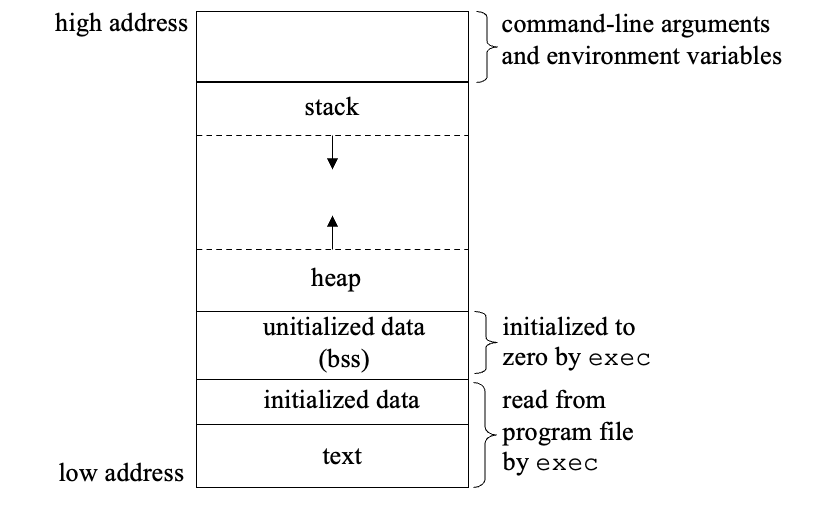 high address
command-line arguments
and environment variables
stack
heap
unitialized data
(bss)
initialized to
zero by exec
initialized data
read from
program file
by exec
text
low address